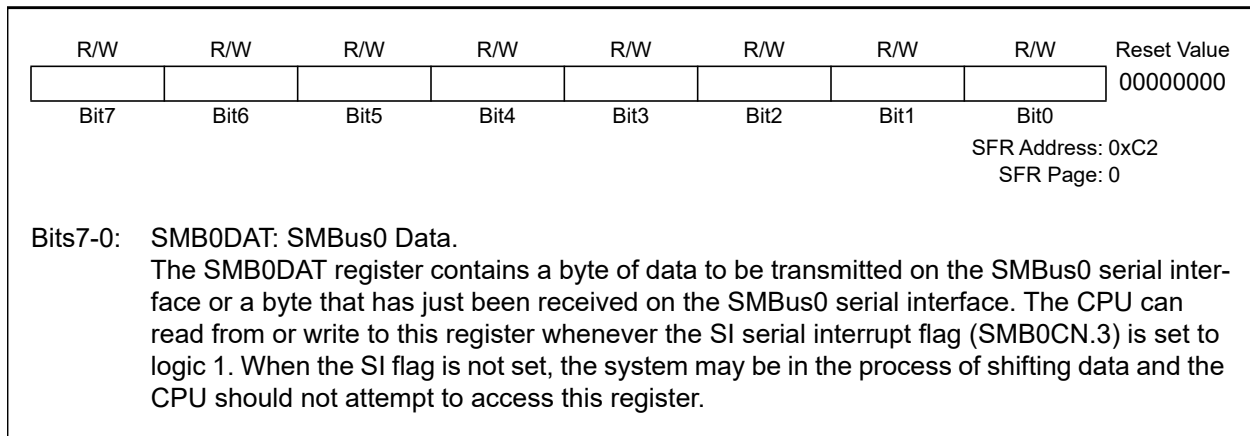 R/W R/W R/W R/W R/W R/W R/W R/W Reset Value
00000000
Bit7 Bit6 Bit5 Bit4 Bit3 Bit2 Bit1 Bit0
SFR Address: 0xC2
SFR Page: 0
Bits7-0: SMB0DAT: SMBus0 Data.
The SMB0DAT register contains a byte of data to be transmitted on the SMBus0 serial inter-
face or a byte that has just been received on the SMBus0 serial interface. The CPU can
read from or write to this register whenever the SI serial interrupt flag (SMB0CN.3) is set to
logic 1. When the SI flag is not set, the system may be in the process of shifting data and the
CPU should not attempt to access this register.